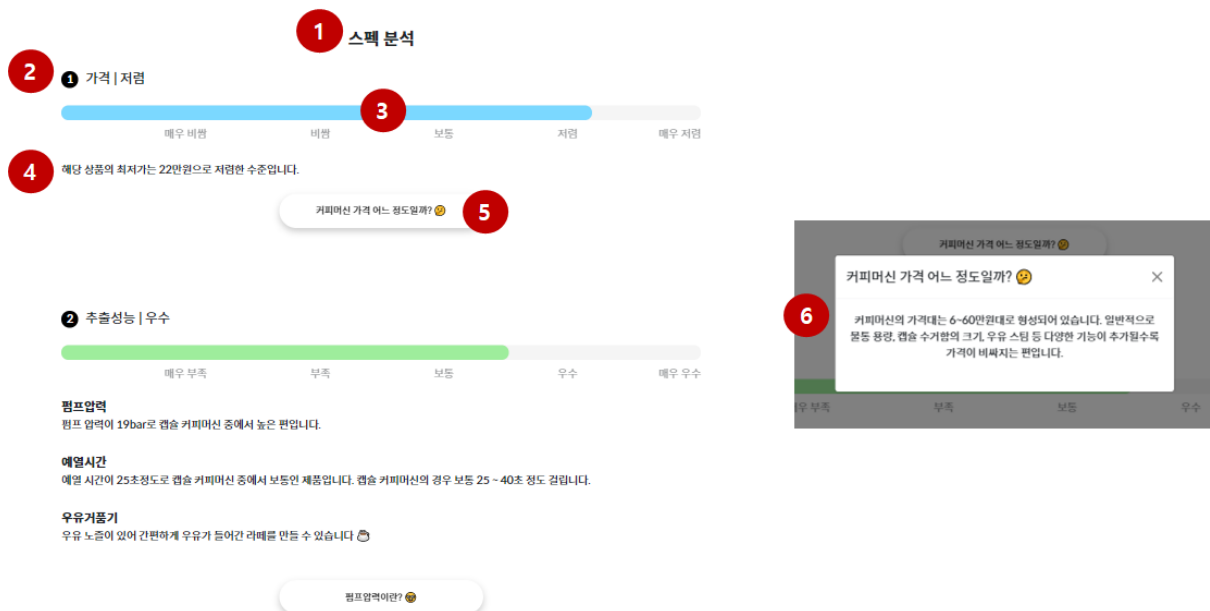 1 스펙 분석
2 1 가격 | 저렴
3
매우 비쌈 비쌈 보통 저렴 매우 저렴
4 해당 상품의 최저가는 22만원으로 저렴한 수준입니다.
커피머신 가격 어느 정도일까? 🤔 5
2 추출성능 | 우수
매우 부족 부족 보통 우수 매우 우수
펌프압력
펌프 압력이 19bar로 캡슐 커피머신 중에서 높은 편입니다.
예열시간
예열 시간이 25초정도로 캡슐 커피머신 중에서 보통인 제품입니다. 캡슐 커피머신의 경우 보통 25 ~ 40초 정도 걸립니다.
우유거품기
우유 노즐이 있어 간편하게 우유가 들어간 라떼를 만들 수 있습니다 ☕
펌프압력이란? 🤓
커피머신 가격 어느 정도일까? 🤔
커피머신 가격 어느 정도일까? 🤔 ×
6
커피머신의 가격대는 6~60만원대로 형성되어 있습니다. 일반적으로
물통 용량, 캡슐 수거함의 크기, 우유 스팀 등 다양한 기능이 추가될수록
가격이 비싸지는 편입니다.
매우 부족 부족 보통 우수